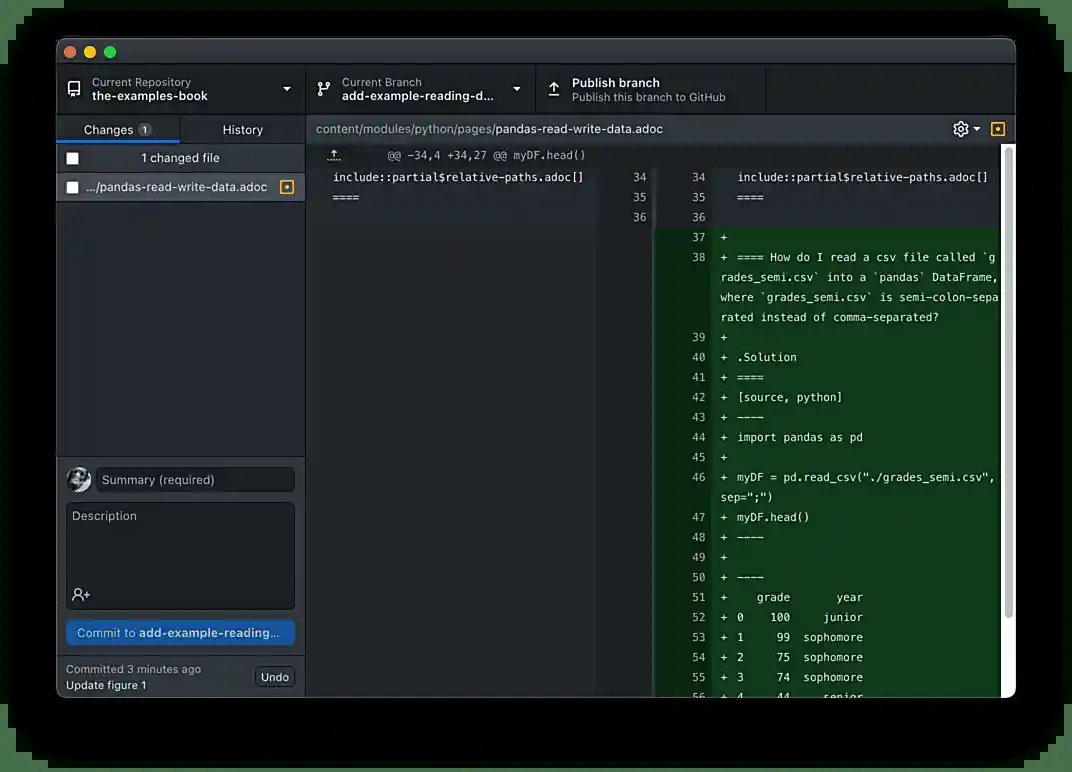 Current Repository
the-examples-book
Current Branch
add-example-reading-d...
Publish branch
Publish this branch to GitHub
Changes 1
History
1 changed file
.../pandas-read-write-data.adoc
content/modules/python/pages/pandas-read-write-data.adoc
@@ -34,4 +34,27 @@ myDF.head()
include::partial$relative-paths.adoc[] 34
==== 35
36
34 include::partial$relative-paths.adoc[]
35 ====
36
37 +
38 + ==== How do I read a csv file called `g
rades_semi.csv` into a `pandas` DataFrame,
where `grades_semi.csv` is semi-colon-sepa
rated instead of comma-separated?
39 +
40 + .Solution
41 + ====
42 + [source, python]
43 + ----
44 + import pandas as pd
45 +
46 + myDF = pd.read_csv("./grades_semi.csv",
sep=";")
47 + myDF.head()
48 + ----
49 +
50 + ----
51 + grade year
52 + 0 100 junior
53 + 1 99 sophomore
54 + 2 75 sophomore
55 + 3 74 sophomore
56 + 4 44 senior
Summary (required)
Description
Commit to add-example-reading...
Committed 3 minutes ago
Update figure 1
Undo